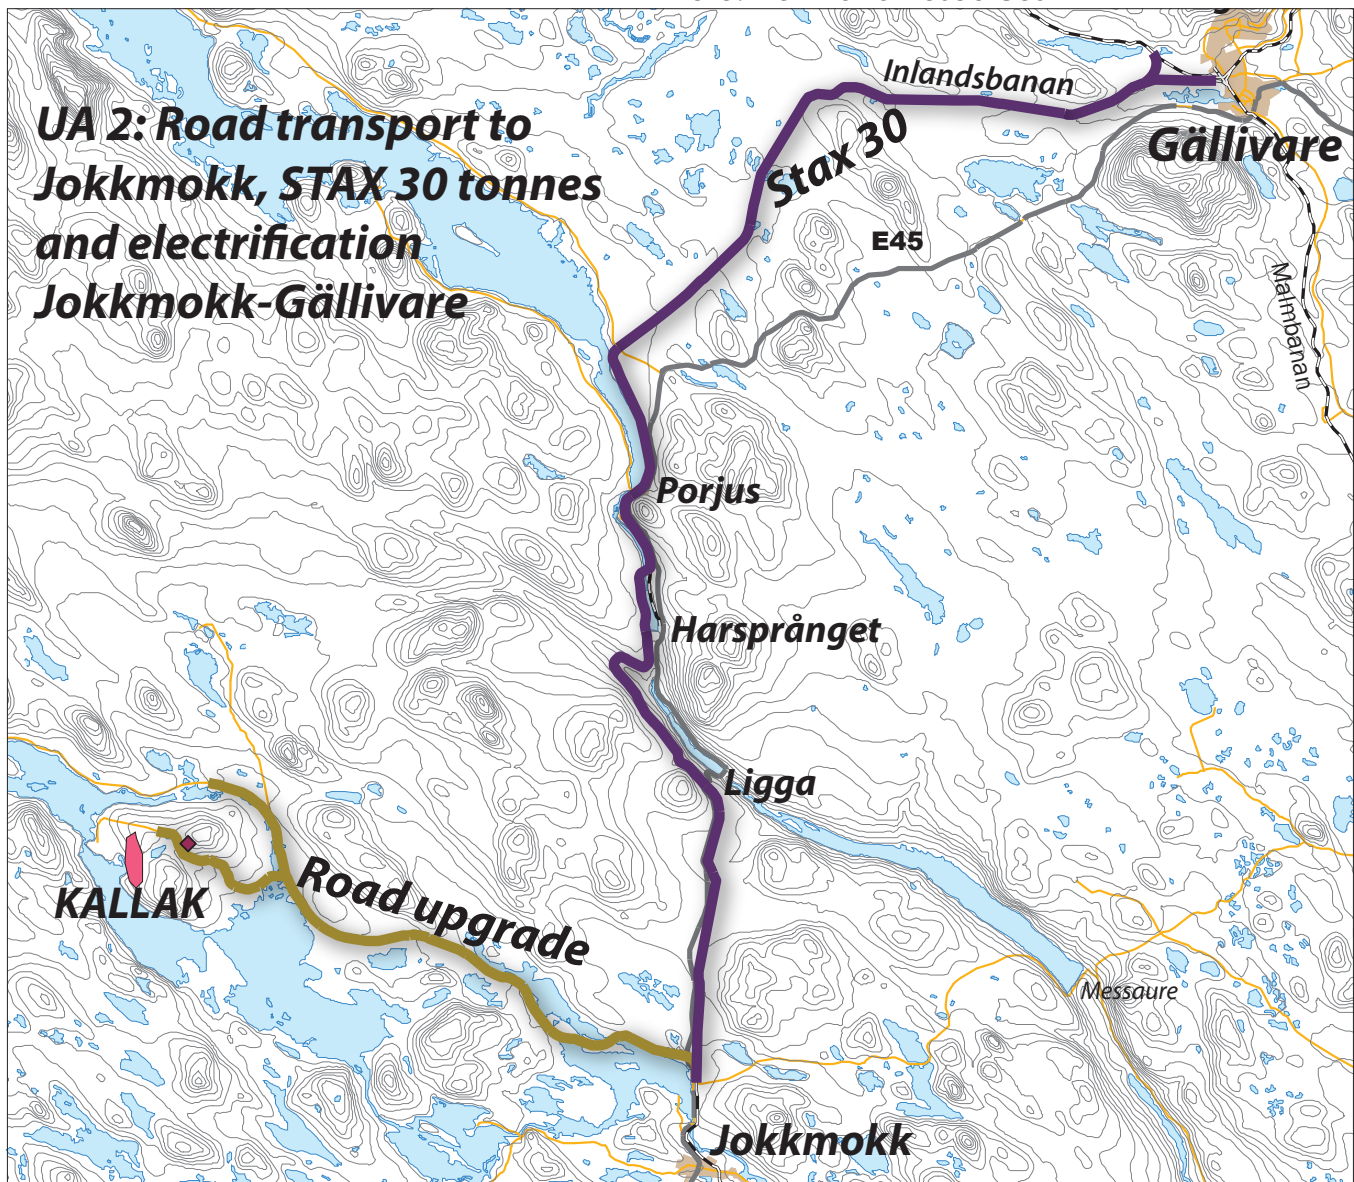 UA 2: Road transport to
Jokkmokk, STAX 30 tonnes
and electrification
Jokkmokk-Gällivare
Inlandsbanan
Stax 30
Gällivare
E45
Malmbanan
Porjus
Harsprånget
Ligga
KALLAK
Road upgrade
Messaure
Jokkmokk